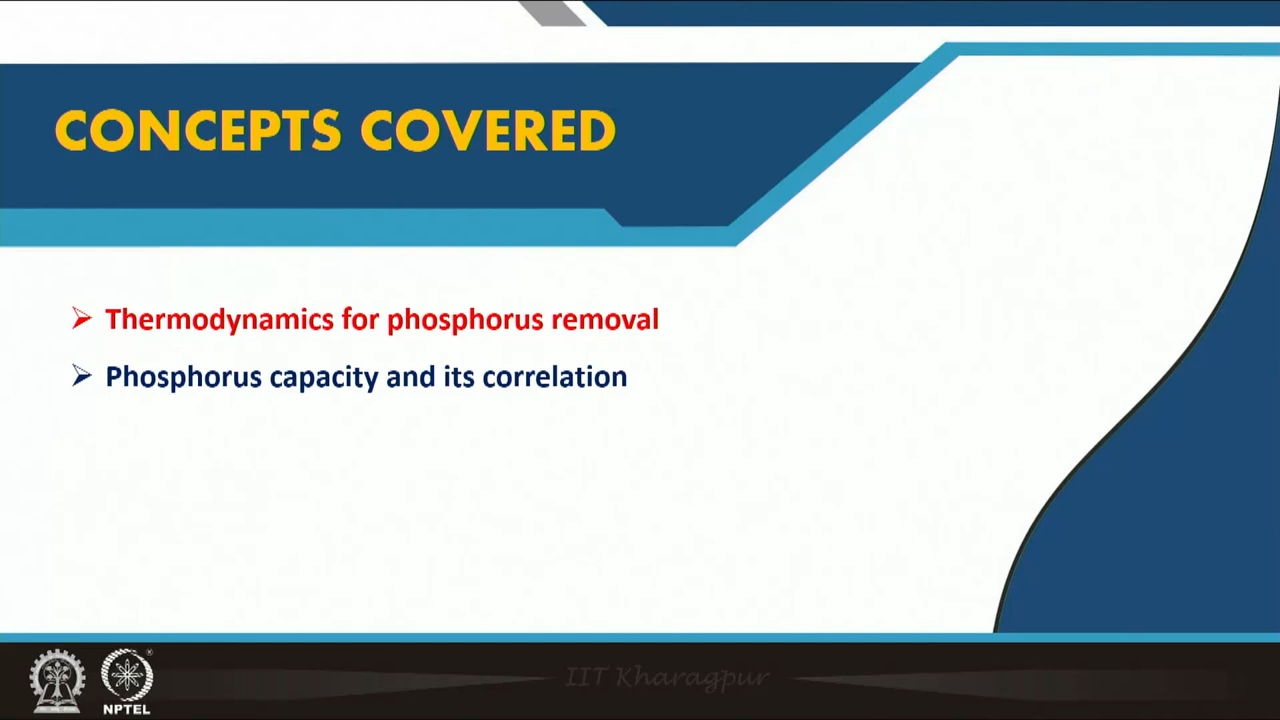 CONCEPTS COVERED
Thermodynamics for phosphorus removal
Phosphorus capacity and its correlation
IIT Kharagpur
NPTEL